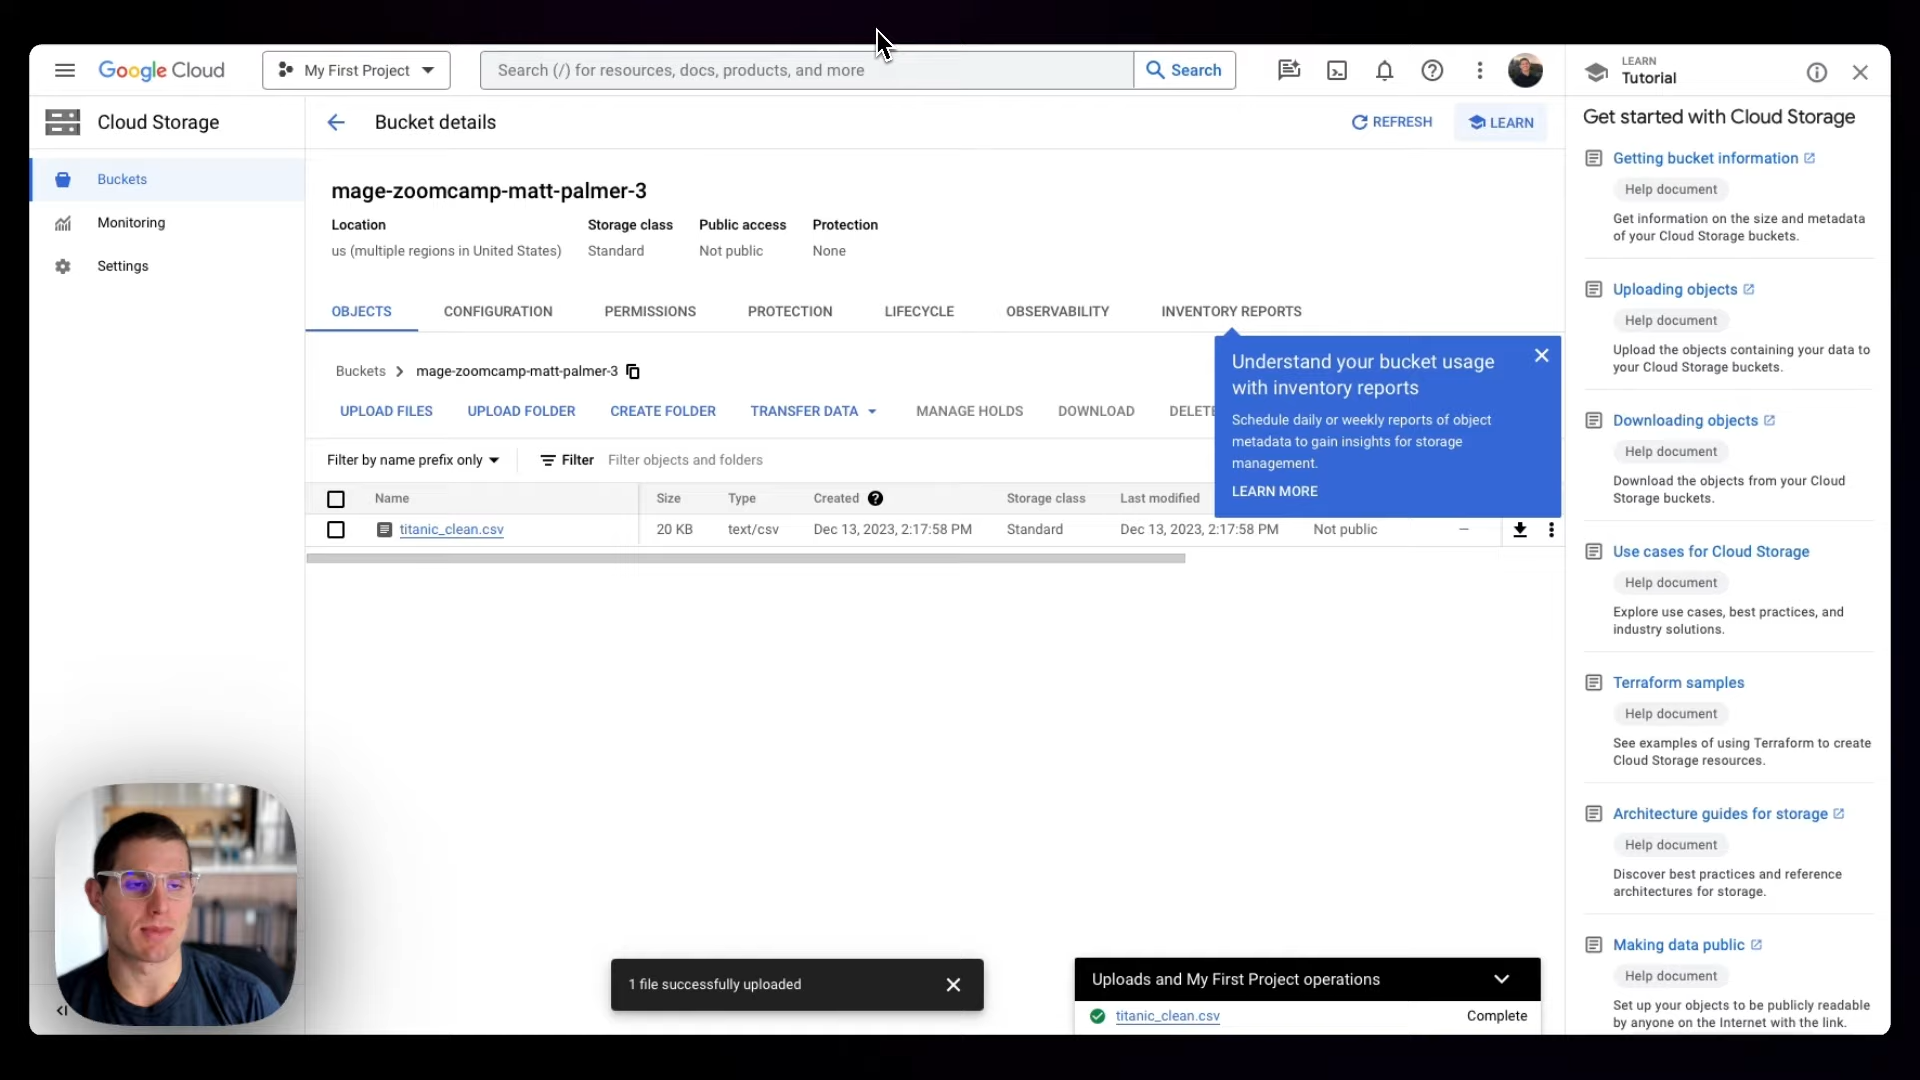 Google Cloud
My First Project
Search (/) for resources, docs, products, and more
Search
LEARN
Tutorial
Cloud Storage
Bucket details
REFRESH
LEARN
Get started with Cloud Storage
Buckets
Monitoring
Settings
mage-zoomcamp-matt-palmer-3
Location
Storage class
Public access
Protection
us (multiple regions in United States)
Standard
Not public
None
OBJECTS
CONFIGURATION
PERMISSIONS
PROTECTION
LIFECYCLE
OBSERVABILITY
INVENTORY REPORTS
Buckets
mage-zoomcamp-matt-palmer-3
UPLOAD FILES
UPLOAD FOLDER
CREATE FOLDER
TRANSFER DATA
MANAGE HOLDS
DOWNLOAD
DELETE
Understand your bucket usage
with inventory reports
Schedule daily or weekly reports of object
metadata to gain insights for storage
management.
LEARN MORE
Filter by name prefix only
Filter
Filter objects and folders
Name
Size
Type
Created
Storage class
Last modified
titanic_clean.csv
20 KB
text/csv
Dec 13, 2023, 2:17:58 PM
Standard
Dec 13, 2023, 2:17:58 PM
Not public
—
1 file successfully uploaded
Uploads and My First Project operations
titanic_clean.csv
Complete
Getting bucket information
Help document
Get information on the size and metadata
of your Cloud Storage buckets.
Uploading objects
Help document
Upload the objects containing your data to
your Cloud Storage buckets.
Downloading objects
Help document
Download the objects from your Cloud
Storage buckets.
Use cases for Cloud Storage
Help document
Explore use cases, best practices, and
industry solutions.
Terraform samples
Help document
See examples of using Terraform to create
Cloud Storage resources.
Architecture guides for storage
Help document
Discover best practices and reference
architectures for storage.
Making data public
Help document
Set up your objects to be publicly readable
by anyone on the Internet with the link.